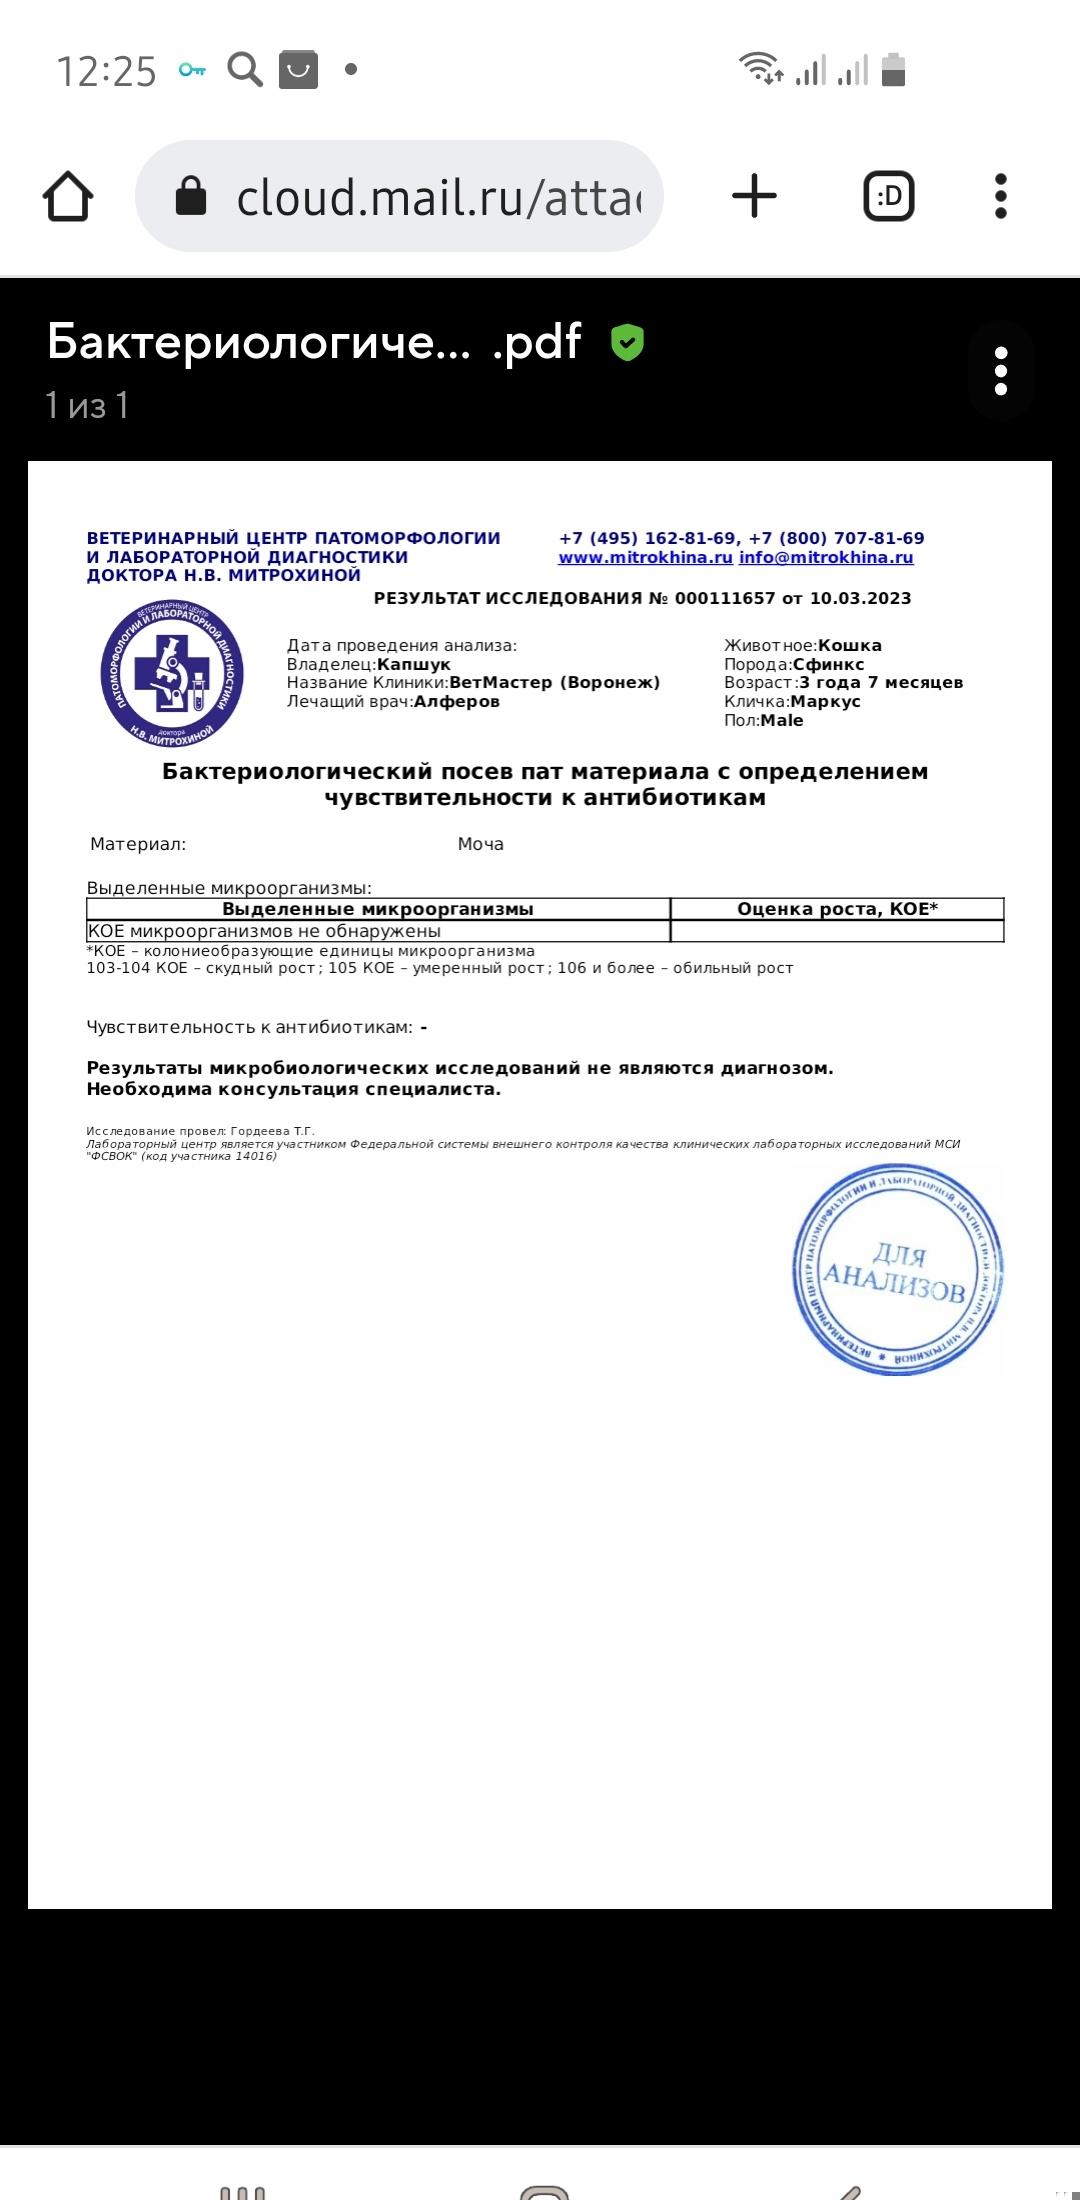 12:25
cloud.mail.ru/attac
:D
Бактериологиче... .pdf
1 из 1
ВЕТЕРИНАРНЫЙ ЦЕНТР ПАТОМОРФОЛОГИИ
И ЛАБОРАТОРНОЙ ДИАГНОСТИКИ
ДОКТОРА Н.В. МИТРОХИНОЙ
+7 (495) 162-81-69, +7 (800) 707-81-69
www.mitrokhina.ru info@mitrokhina.ru
РЕЗУЛЬТАТ ИССЛЕДОВАНИЯ № 000111657 от 10.03.2023
ВЕТЕРИНАРНЫЙ ЦЕНТР
ПАТОМОРФОЛОГИИ И ЛАБОРАТОРНОЙ ДИАГНОСТИКИ
доктора
Н.В. МИТРОХИНОЙ
Дата проведения анализа:
Владелец:Капшук
Название Клиники:ВетМастер (Воронеж)
Лечащий врач:Алферов
Животное:Кошка
Порода:Сфинкс
Возраст:3 года 7 месяцев
Кличка:Маркус
Пол:Male
Бактериологический посев пат материала с определением
чувствительности к антибиотикам
Материал: Моча
Выделенные микроорганизмы:
Выделенные микроорганизмы Оценка роста, КОЕ*
КОЕ микроорганизмов не обнаружены
*КОЕ – колониеобразующие единицы микроорганизма
103-104 КОЕ – скудный рост; 105 КОЕ – умеренный рост; 106 и более – обильный рост
Чувствительность к антибиотикам: -
Результаты микробиологических исследований не являются диагнозом.
Необходима консультация специалиста.
Исследование провел: Гордеева Т.Г.
Лабораторный центр является участником Федеральной системы внешнего контроля качества клинических лабораторных исследований МСИ
"ФСВОК" (код участника 14016)
ВЕТЕРИНАРНЫЙ ЦЕНТР ПАТОМОРФОЛОГИИ И ЛАБОРАТОРНОЙ ДИАГНОСТИКИ ДОКТОРА Н.В. МИТРОХИНОЙ
ДЛЯ
АНАЛИЗОВ